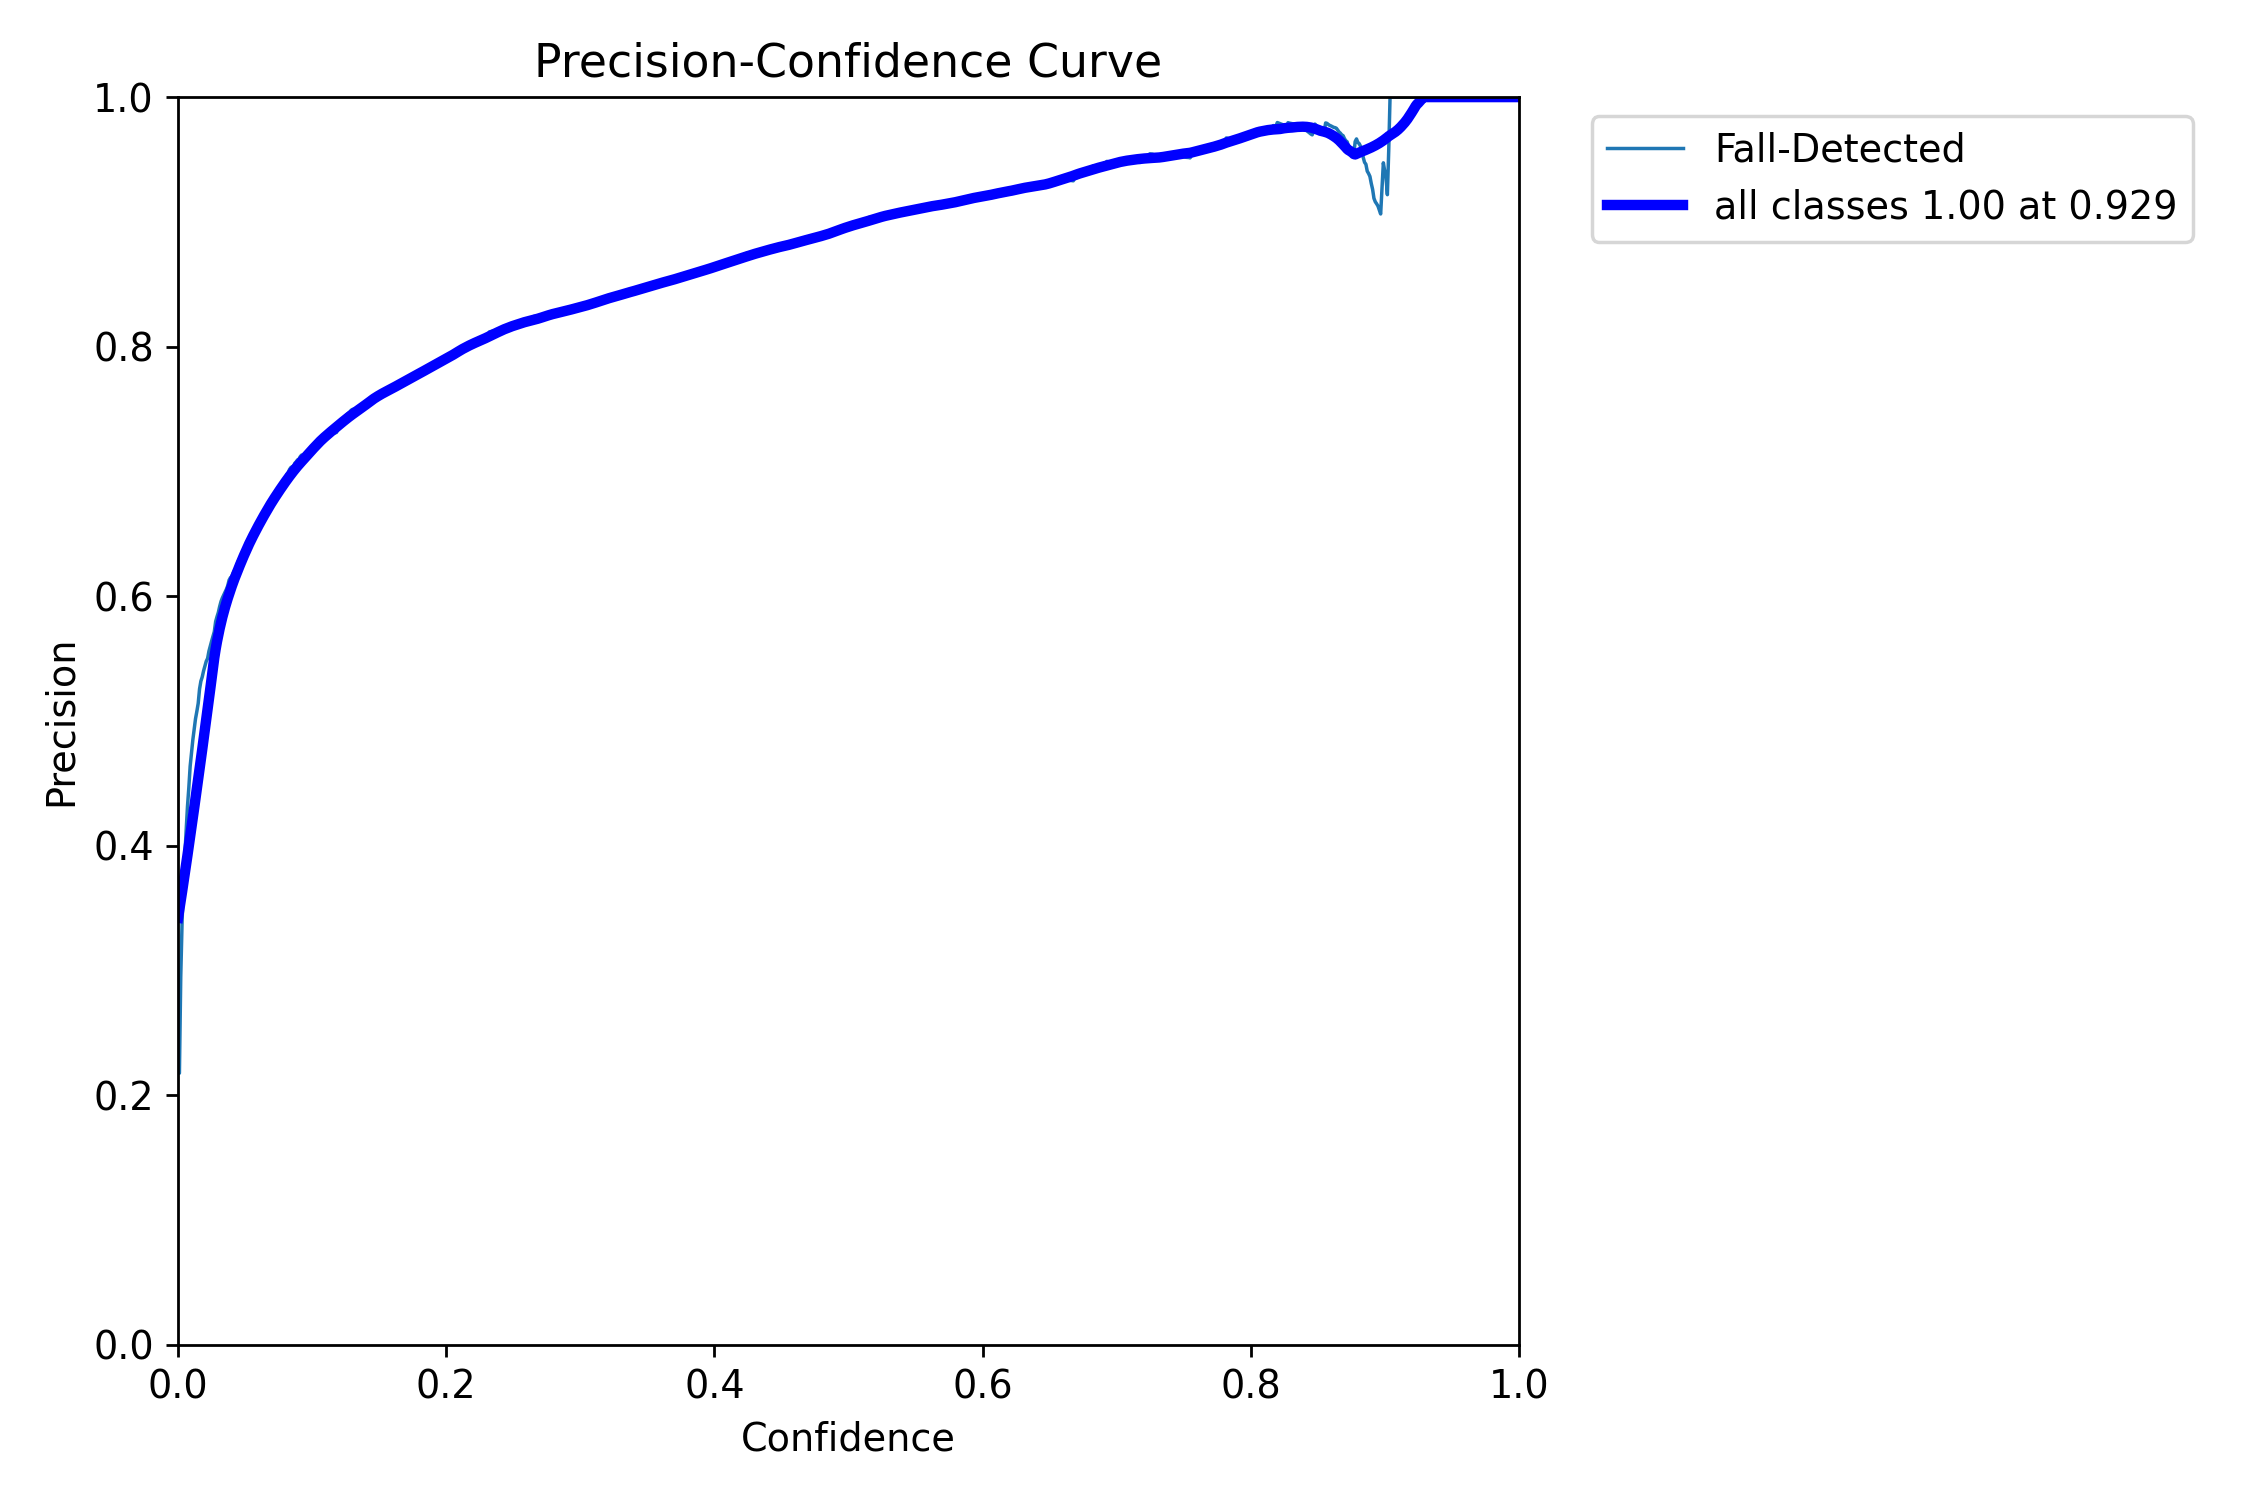 Precision-Confidence Curve
1.0
0.8
0.6
0.4
0.2
0.0
Precision
0.0 0.2 0.4 0.6 0.8 1.0
Confidence
Fall-Detected
all classes 1.00 at 0.929